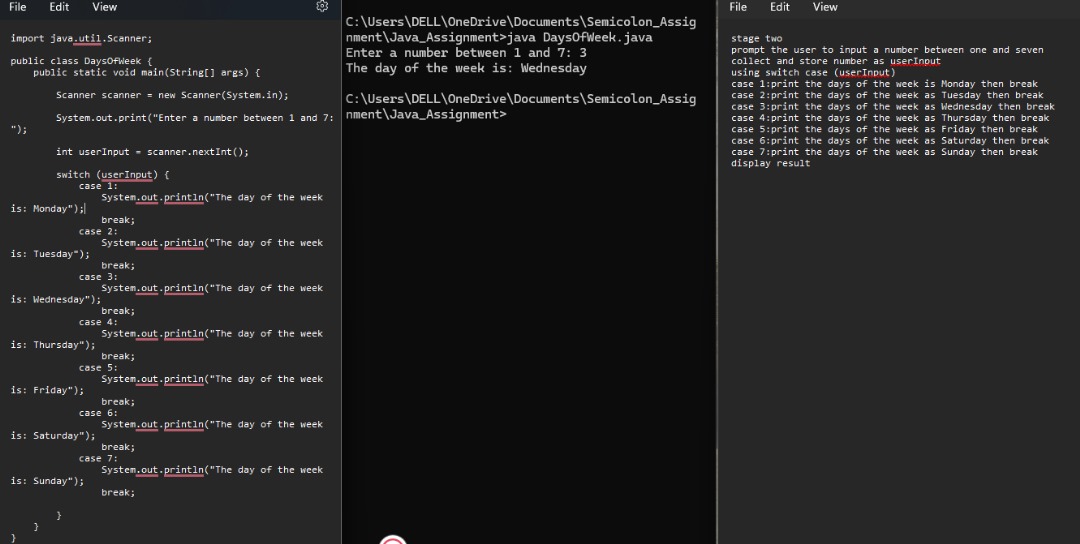 File Edit View
import java.util.Scanner;
public class DaysOfWeek {
public static void main(String[] args) {
Scanner scanner = new Scanner(System.in);
System.out.print("Enter a number between 1 and 7:
");
int userInput = scanner.nextInt();
switch (userInput) {
case 1:
System.out.println("The day of the week
is: Monday");
break;
case 2:
System.out.println("The day of the week
is: Tuesday");
break;
case 3:
System.out.println("The day of the week
is: Wednesday");
break;
case 4:
System.out.println("The day of the week
is: Thursday");
break;
case 5:
System.out.println("The day of the week
is: Friday");
break;
case 6:
System.out.println("The day of the week
is: Saturday");
break;
case 7:
System.out.println("The day of the week
is: Sunday");
break;
}
}
}
C:\Users\DELL\OneDrive\Documents\Semicolon_Assig
nment\Java_Assignment>java DaysOfWeek.java
Enter a number between 1 and 7: 3
The day of the week is: Wednesday
C:\Users\DELL\OneDrive\Documents\Semicolon_Assig
nment\Java_Assignment>
File Edit View
stage two
prompt the user to input a number between one and seven
collect and store number as userInput
using switch case (userInput)
case 1:print the days of the week is Monday then break
case 2:print the days of the week as Tuesday then break
case 3:print the days of the week as Wednesday then break
case 4:print the days of the week as Thursday then break
case 5:print the days of the week as Friday then break
case 6:print the days of the week as Saturday then break
case 7:print the days of the week as Sunday then break
display result